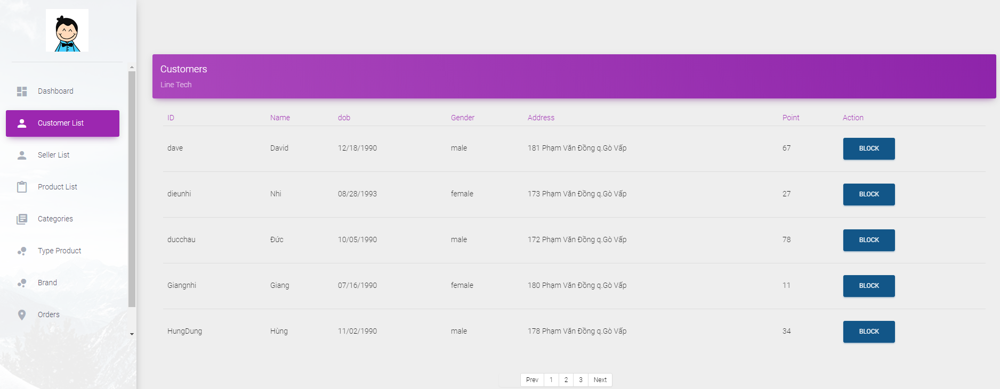 Dashboard
Customer List
Seller List
Product List
Categories
Type Product
Brand
Orders
Customers
Line Tech
ID Name dob Gender Address Point Action
dave David 12/18/1990 male 181 Phạm Văn Đồng q.Gò Vấp 67 BLOCK
dieunhi Nhi 08/28/1993 female 173 Phạm Văn Đồng q.Gò Vấp 27 BLOCK
ducchau Đức 10/05/1990 male 172 Phạm Văn Đồng q.Gò Vấp 78 BLOCK
Giangnhi Giang 07/16/1990 female 180 Phạm Văn Đồng q.Gò Vấp 11 BLOCK
HungDung Hùng 11/02/1990 male 178 Phạm Văn Đồng q.Gò Vấp 34 BLOCK
Prev 1 2 3 Next